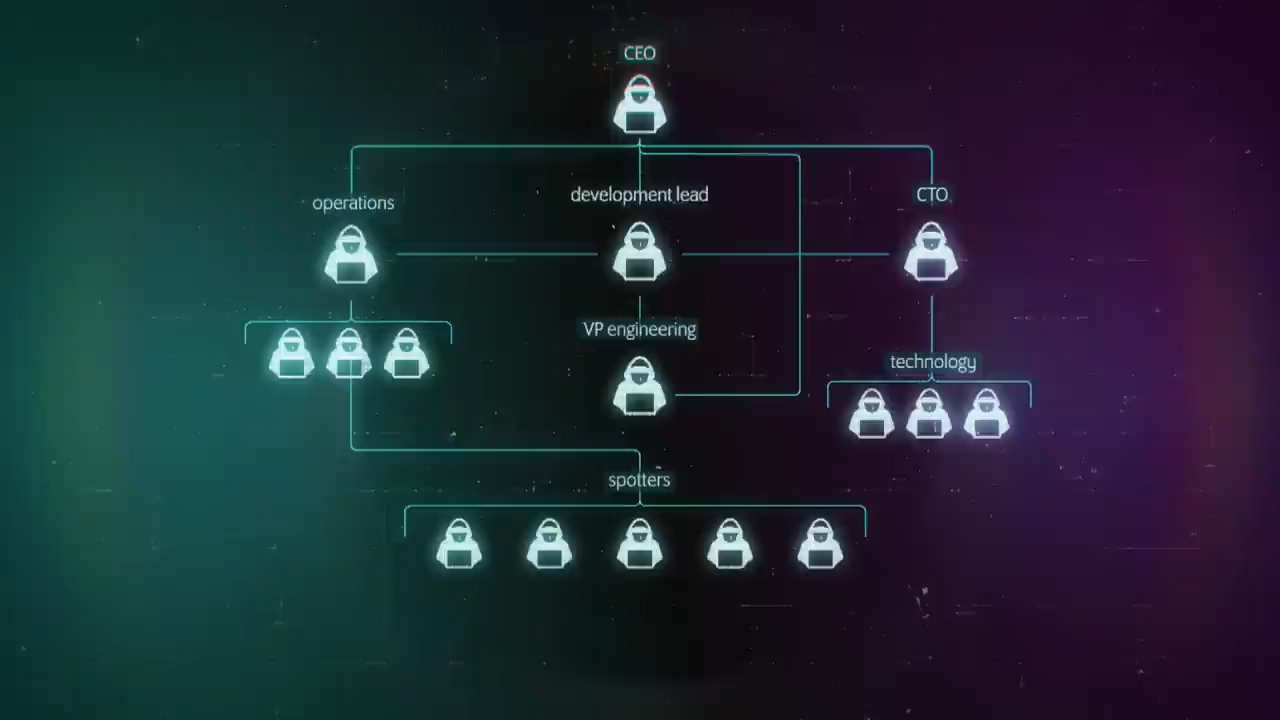 CEO
operations
development lead
CTO
VP engineering
technology
spotters